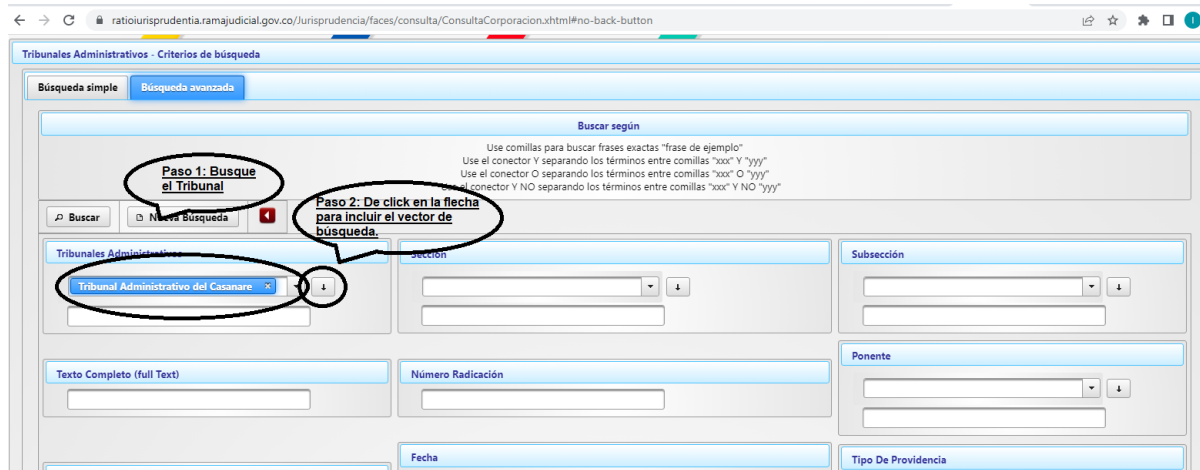 ratioiurisprudentia.ramajudicial.gov.co/Jurisprudencia/faces/consulta/ConsultaCorporacion.xhtml#no-back-button
Tribunales Administrativos - Criterios de búsqueda
Búsqueda simple
Búsqueda avanzada
Buscar según
Use comillas para buscar frases exactas "frase de ejemplo"
Use el conector Y separando los términos entre comillas "xxx" Y "yyy"
Use el conector O separando los términos entre comillas "xxx" O "yyy"
el conector Y NO separando los términos entre comillas "xxx" Y NO "yyy"
Paso 1: Busque
el Tribunal
Paso 2: De click en la flecha
para incluir el vector de
búsqueda.
Buscar
Nueva Búsqueda
Tribunales Administrativos
Sección
Subsección
Tribunal Administrativo del Casanare ×
Ponente
Texto Completo (full Text)
Número Radicación
Fecha
Tipo De Providencia